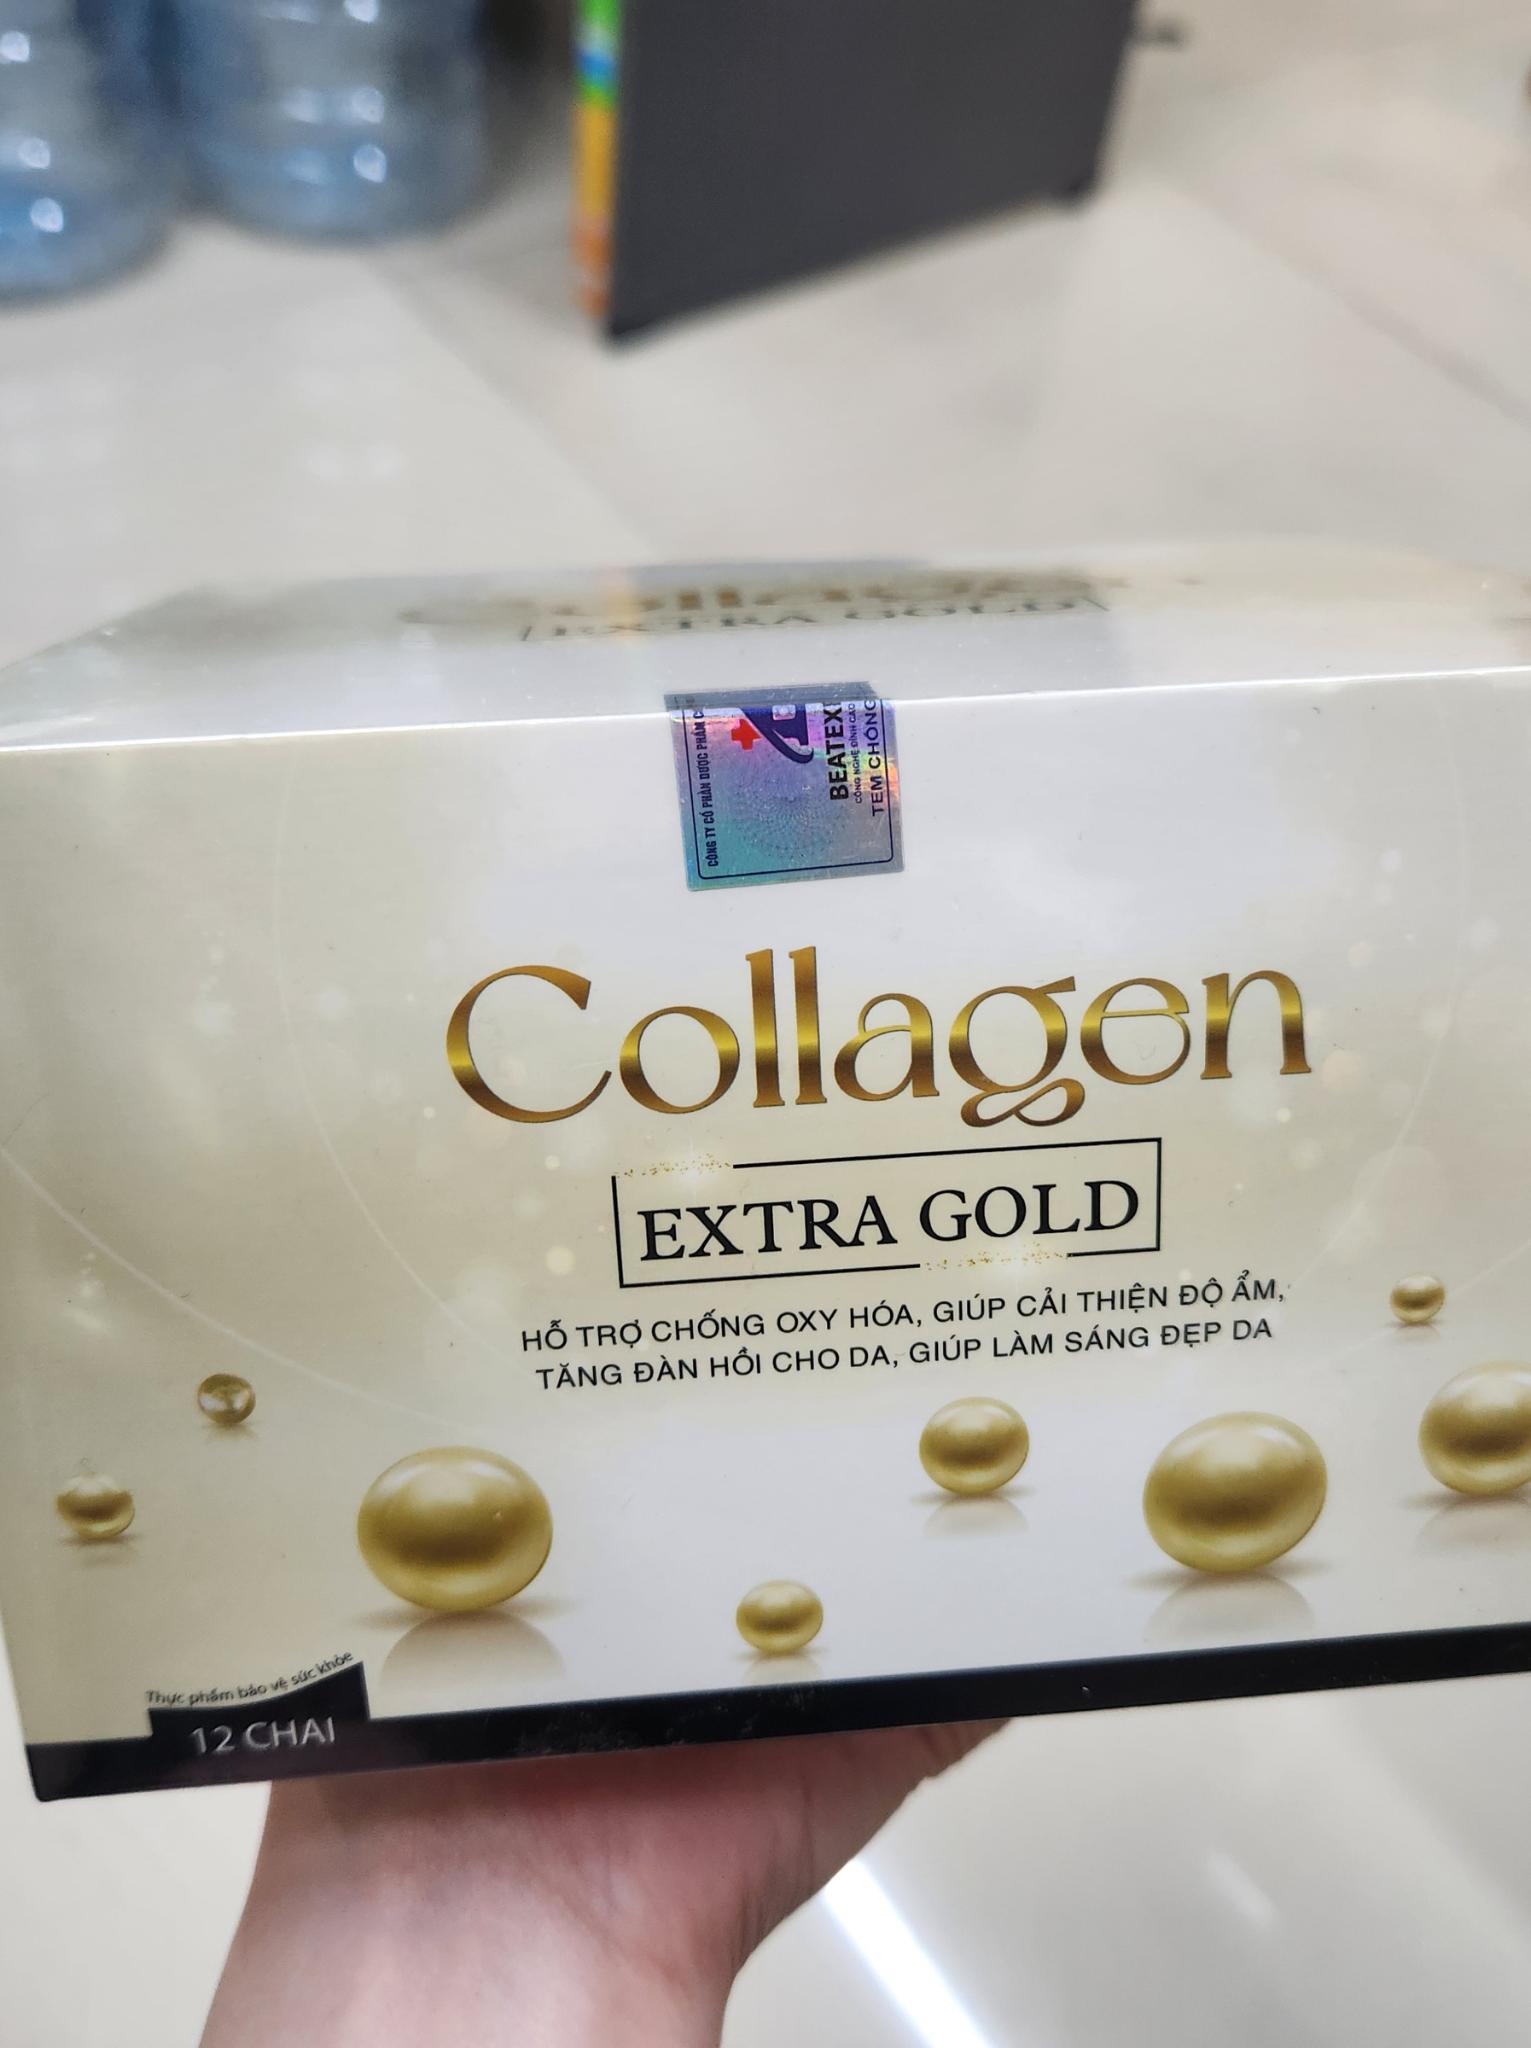 EXTRA GOLD
CÔNG TY CỔ PHẦN DƯỢC PHẨM
BEATEX
CÔNG NGHỆ ĐỈNH CAO
TEM CHỐNG
Collagen
EXTRA GOLD
HỖ TRỢ CHỐNG OXY HÓA, GIÚP CẢI THIỆN ĐỘ ẨM,
TĂNG ĐÀN HỒI CHO DA, GIÚP LÀM SÁNG ĐẸP DA
Thực phẩm bảo vệ sức khỏe
12 CHAI